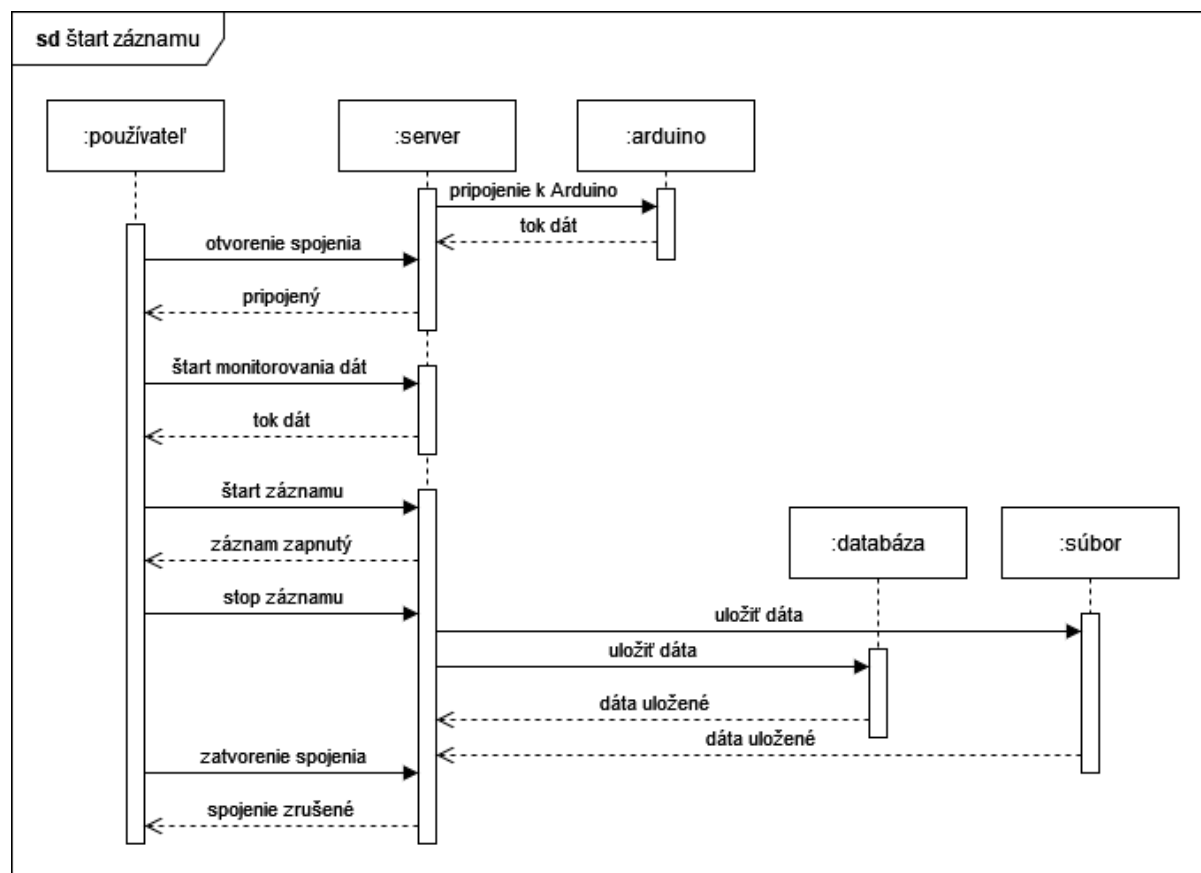 sd štart záznamu
:používateľ
:server
:arduino
pripojenie k Arduino
tok dát
otvorenie spojenia
pripojený
štart monitorovania dát
tok dát
štart záznamu
záznam zapnutý
:databáza
:súbor
stop záznamu
uložiť dáta
uložiť dáta
dáta uložené
dáta uložené
zatvorenie spojenia
spojenie zrušené